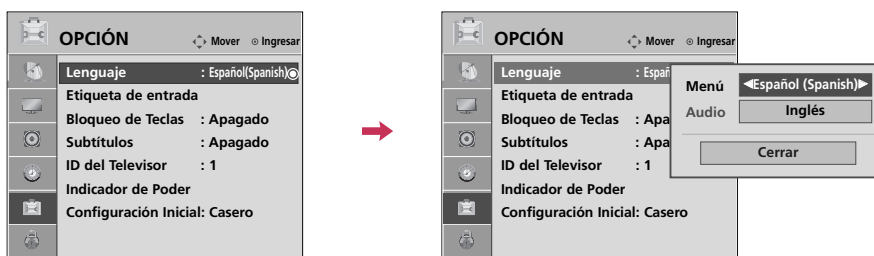 OPCIÓN Mover Ingresar
Lenguaje : Español(Spanish)
Etiqueta de entrada
Bloqueo de Teclas : Apagado
Subtítulos : Apagado
ID del Televisor : 1
Indicador de Poder
Configuración Inicial: Casero
OPCIÓN Mover Ingresar
Lenguaje : Españ
Etiqueta de entrada
Bloqueo de Teclas : Apa
Subtítulos : Apa
ID del Televisor : 1
Indicador de Poder
Configuración Inicial: Casero
Menú ◀Español (Spanish)▶
Audio Inglés
Cerrar